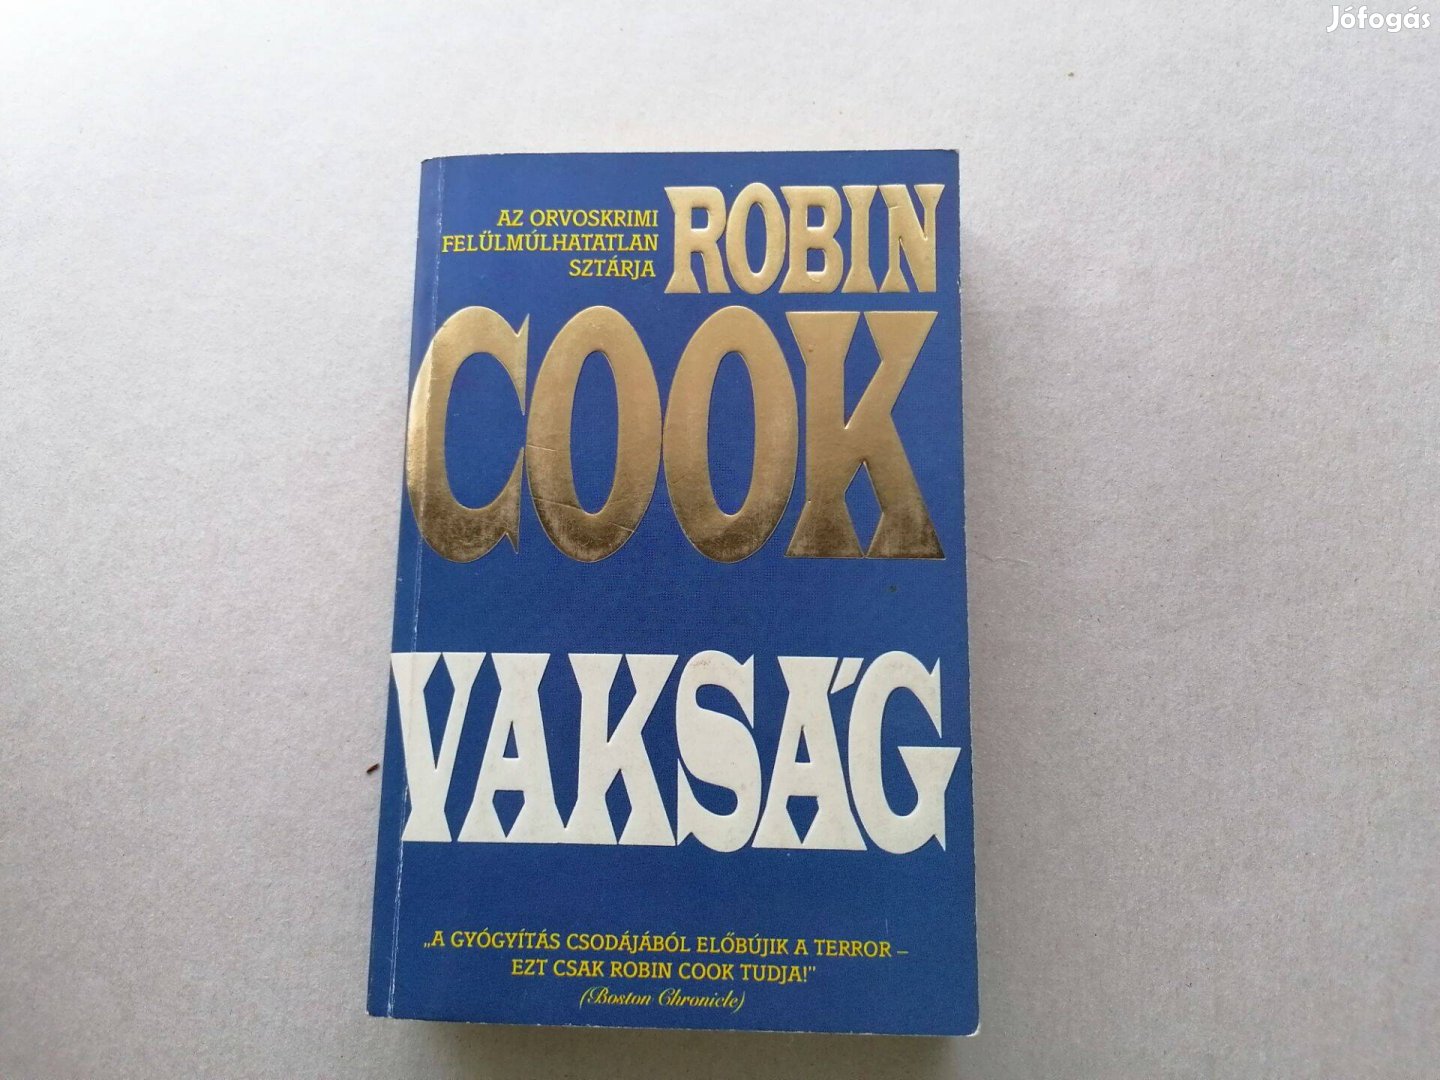 Jófogás
AZ ORVOSKRIMI
FELÜLMÚLHATATLAN
SZTÁRJA
ROBIN
COOK
VAKSÁG
„A GYÓGYÍTÁS CSODÁJÁBÓL ELŐBÚJIK A TERROR –
EZT CSAK ROBIN COOK TUDJA!”
(Boston Chronicle)